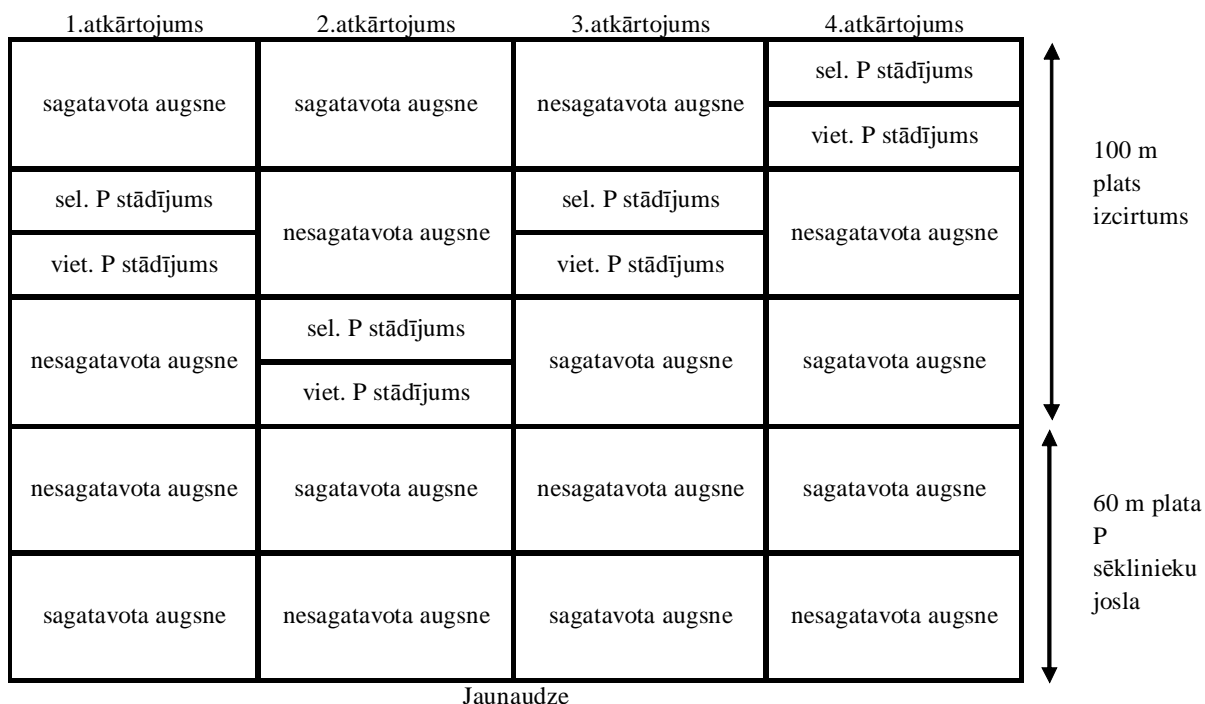 1.atkārtojums 2.atkārtojums 3.atkārtojums 4.atkārtojums
sagatavota augsne sagatavota augsne nesagatavota augsne sel. P stādījums
viet. P stādījums
sel. P stādījums nesagatavota augsne sel. P stādījums nesagatavota augsne
viet. P stādījums viet. P stādījums
nesagatavota augsne sel. P stādījums sagatavota augsne sagatavota augsne
viet. P stādījums
100 m
plats
izcirtums
nesagatavota augsne sagatavota augsne nesagatavota augsne sagatavota augsne
sagatavota augsne nesagatavota augsne sagatavota augsne nesagatavota augsne
60 m plata
P
sēklinieku
josla
Jaunaudze